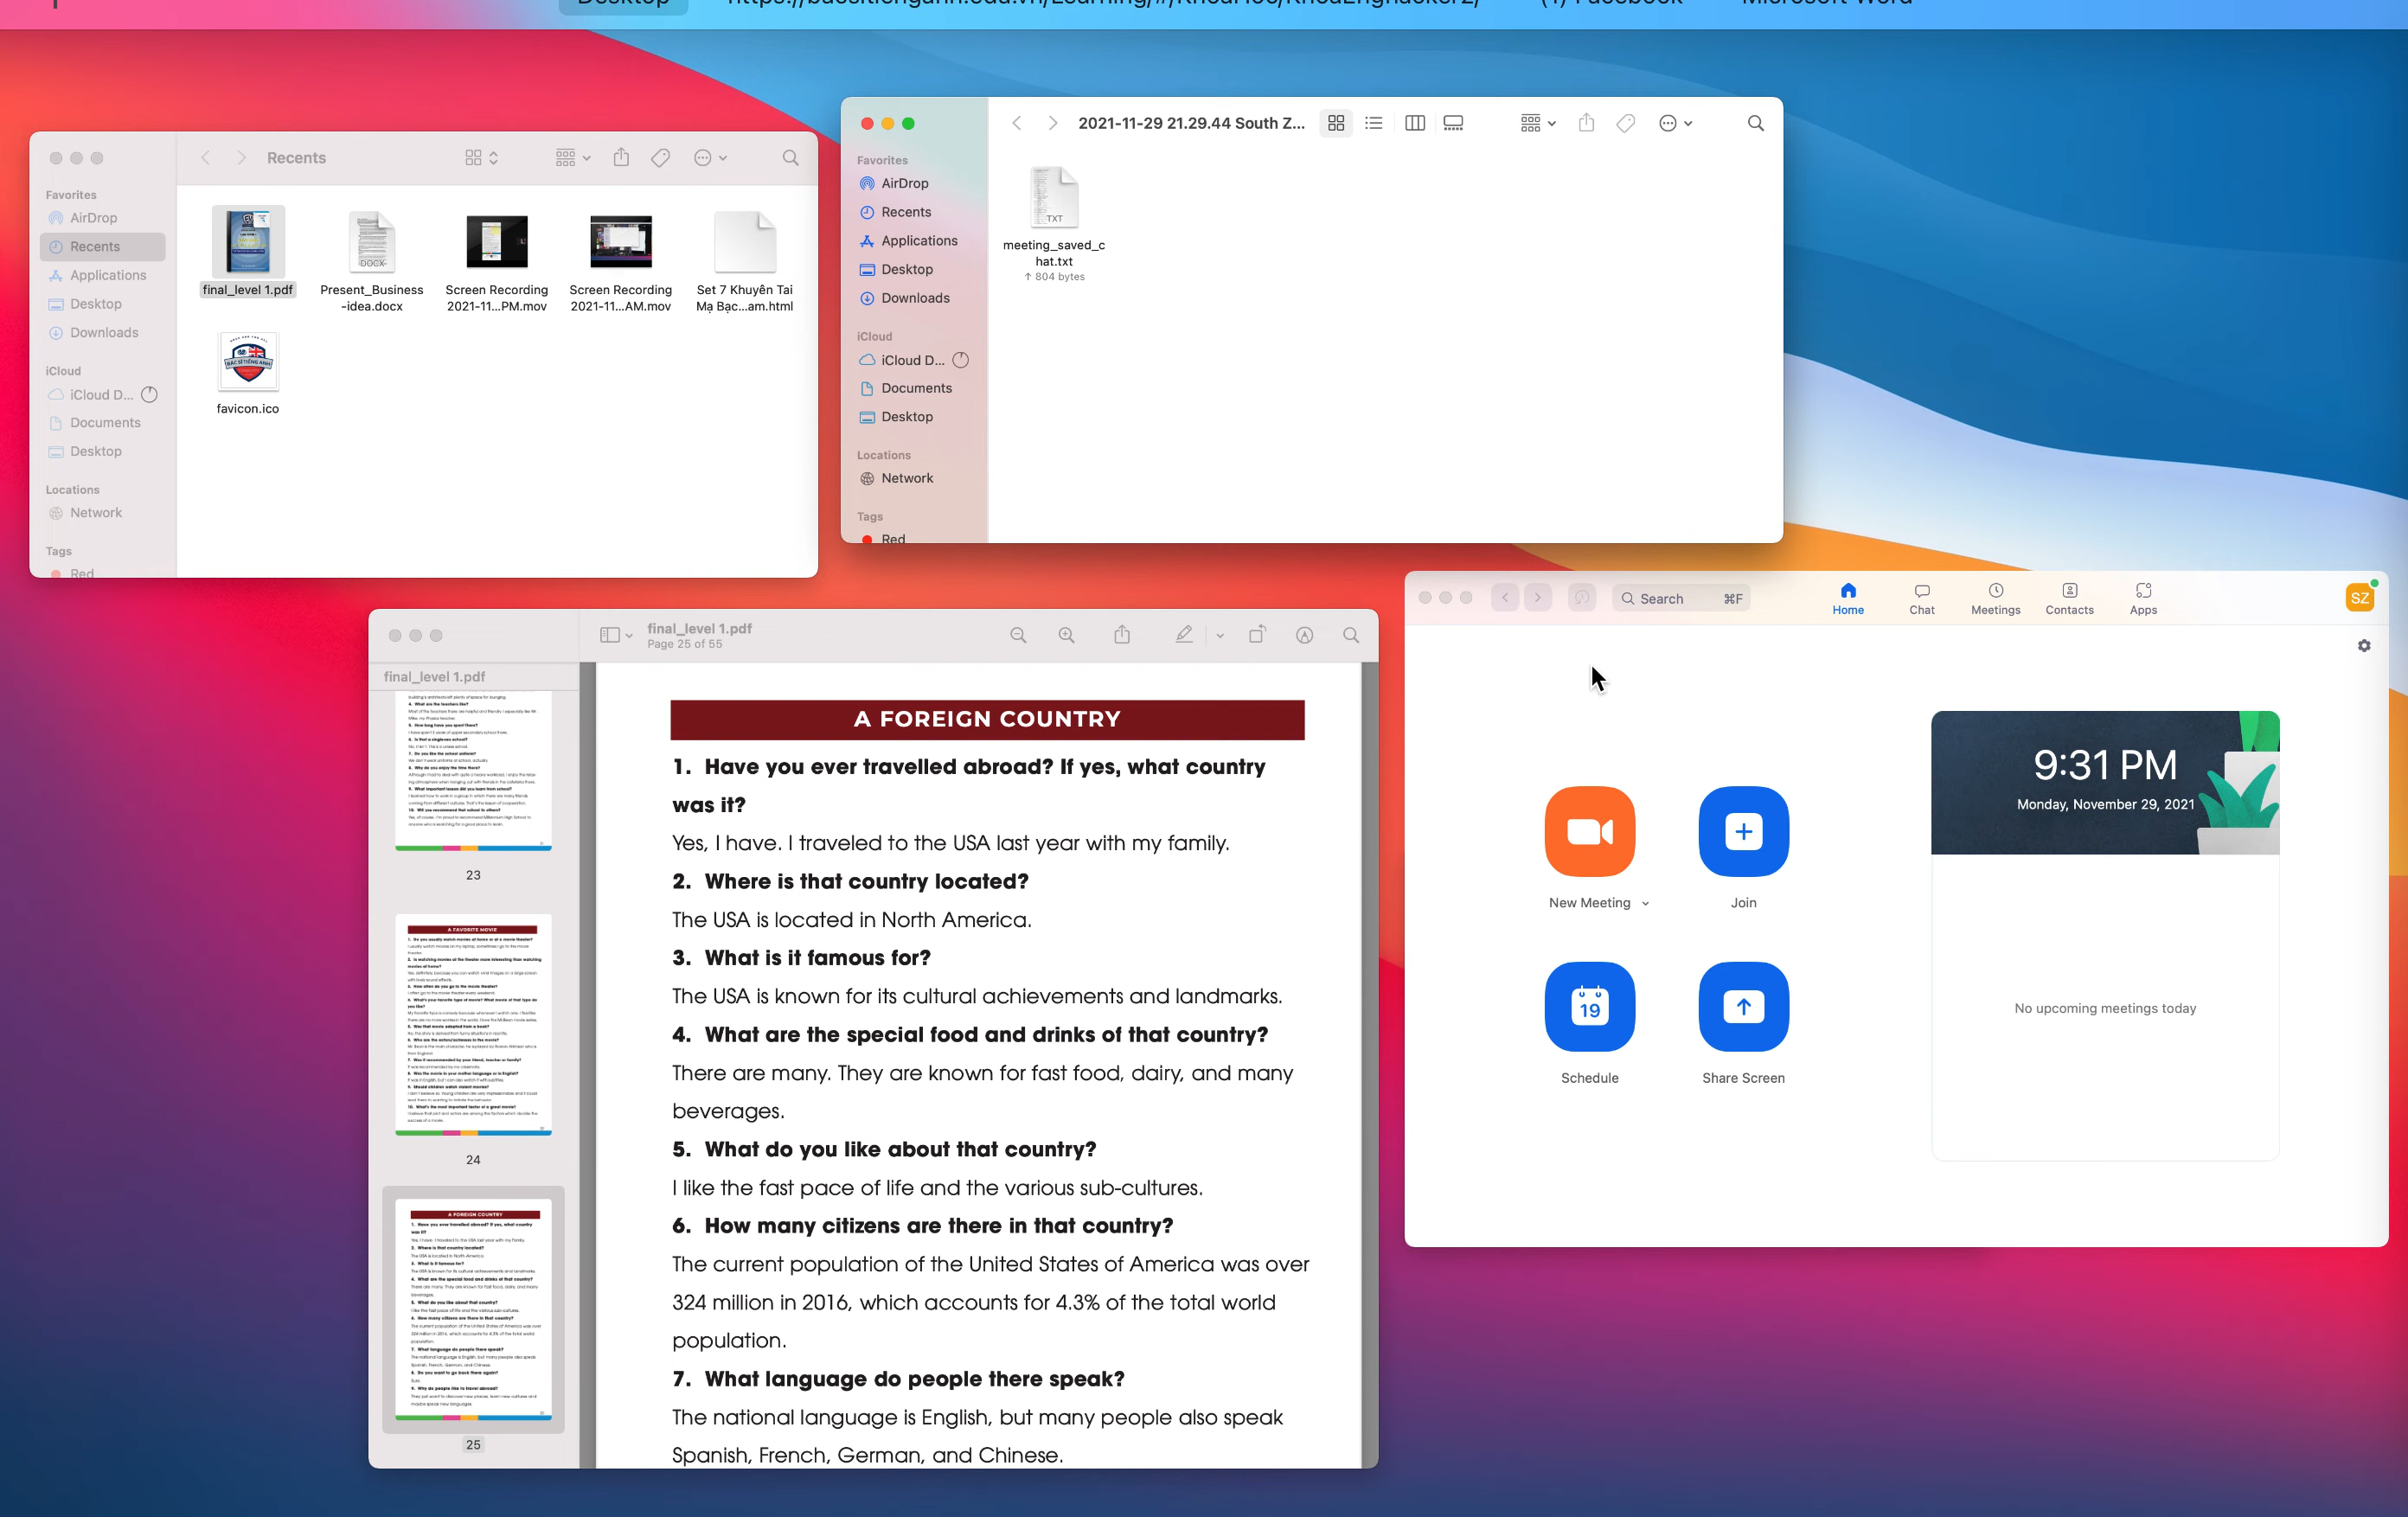 Desktop
Microsoft Word
Recents
Favorites
AirDrop
Recents
Applications
Desktop
Downloads
iCloud
iCloud D...
Documents
Desktop
Locations
Network
Tags
Red
final_level 1.pdf
Present_Business
-idea.docx
Screen Recording
2021-11...PM.mov
Screen Recording
2021-11...AM.mov
Set 7 Khuyên Tai
Mạ Bạc...am.html
DOCX
favicon.ico
2021-11-29 21.29.44 South Z...
Favorites
AirDrop
Recents
Applications
Desktop
Downloads
iCloud
iCloud D...
Documents
Desktop
Locations
Network
Tags
Red
TXT
meeting_saved_c
hat.txt
↑ 804 bytes
final_level 1.pdf
Page 25 of 55
final_level 1.pdf
23
A FAVORITE MOVIE
24
A FOREIGN COUNTRY
25
A FOREIGN COUNTRY
1. Have you ever travelled abroad? If yes, what country
was it?
Yes, I have. I traveled to the USA last year with my family.
2. Where is that country located?
The USA is located in North America.
3. What is it famous for?
The USA is known for its cultural achievements and landmarks.
4. What are the special food and drinks of that country?
There are many. They are known for fast food, dairy, and many
beverages.
5. What do you like about that country?
I like the fast pace of life and the various sub-cultures.
6. How many citizens are there in that country?
The current population of the United States of America was over
324 million in 2016, which accounts for 4.3% of the total world
population.
7. What language do people there speak?
The national language is English, but many people also speak
Spanish, French, German, and Chinese.
Search ⌘F
Home
Chat
Meetings
Contacts
Apps
SZ
New Meeting
Join
19
Schedule
Share Screen
9:31 PM
Monday, November 29, 2021
No upcoming meetings today